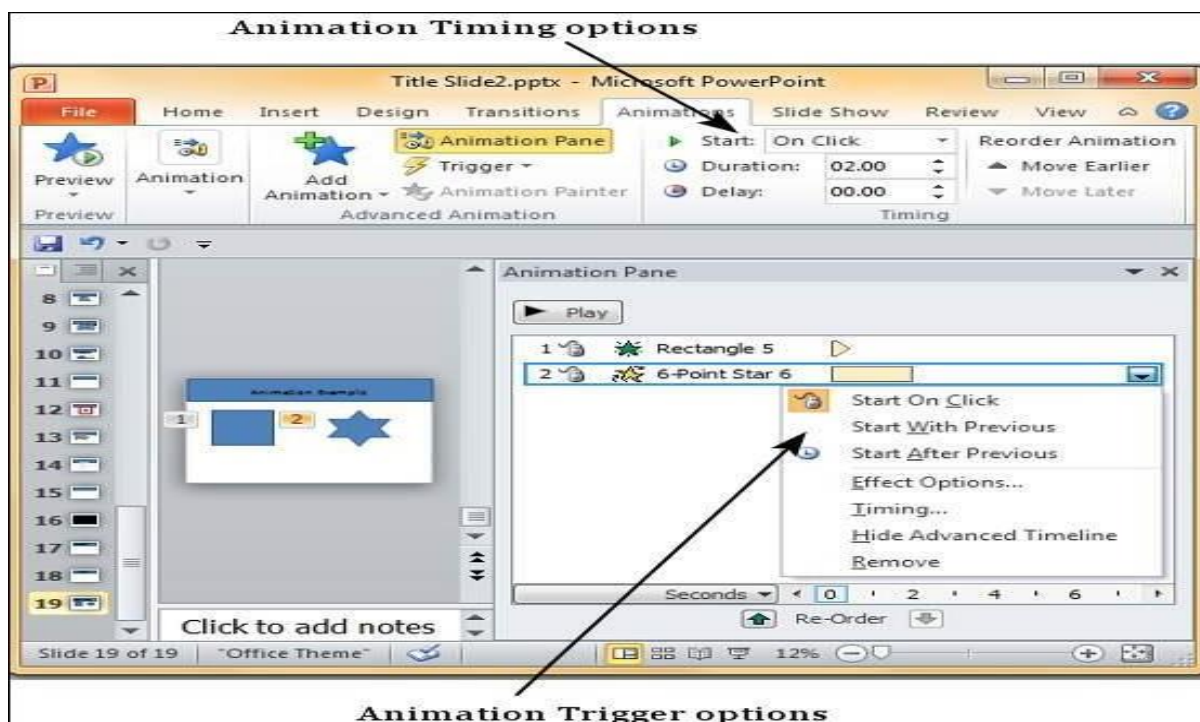 Animation Timing options
Title Slide2.pptx - Microsoft PowerPoint
File Home Insert Design Transitions Animations Slide Show Review View
Preview
Animation
Add Animation
Animation Pane
Trigger
Animation Painter
Start: On Click
Duration: 02.00
Delay: 00.00
Reorder Animation
Move Earlier
Move Later
Preview Advanced Animation Timing
Animation Pane
Play
1 Rectangle 5
2 6-Point Star 6
Start On Click
Start With Previous
Start After Previous
Effect Options...
Timing...
Hide Advanced Timeline
Remove
8
9
10
11
12
13
14
15
16
17
18
19
Animation Example
1 2
Seconds 0 2 4 6
Re-Order
Click to add notes
Slide 19 of 19 "Office Theme" 12%
Animation Trigger options